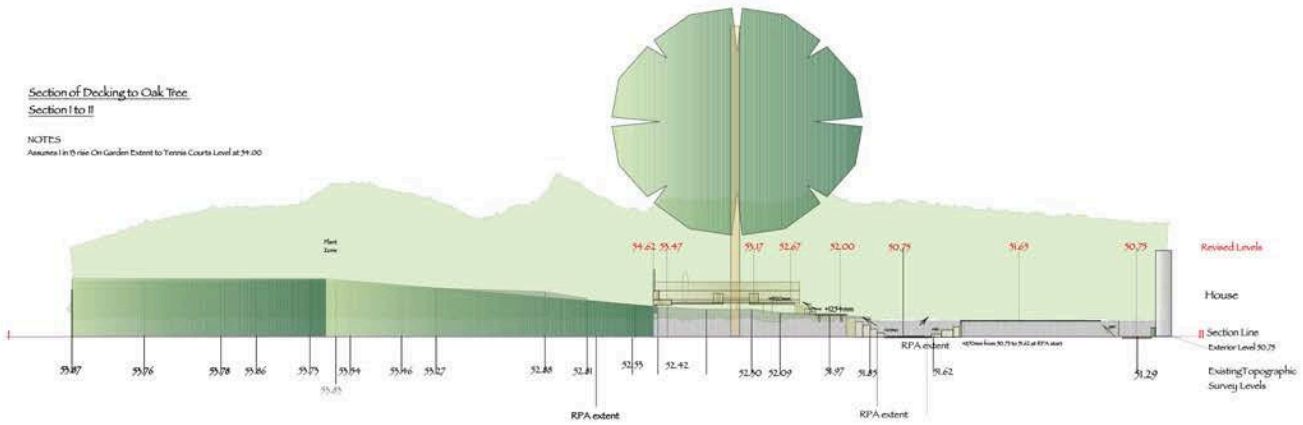 Section of Decking to Oak Tree
Section I to II
NOTES
Assumes 1 in 13 rise On Garden Extent to Tennis Courts Level at 54.00
Plant
Zone
54.62 53.47 53.17 52.67 52.00 50.75 51.63 50.75 Revised Levels
House
Section Line
Exterior Level 50.75
RPA extent
53.87 53.76 53.78 53.86 53.75 53.54 53.46 53.27 52.88 52.81 52.55 52.42 52.30 52.09 51.97 51.85 51.62 51.29
Existing Topographic
Survey Levels
53.83
RPA extent
RPA extent